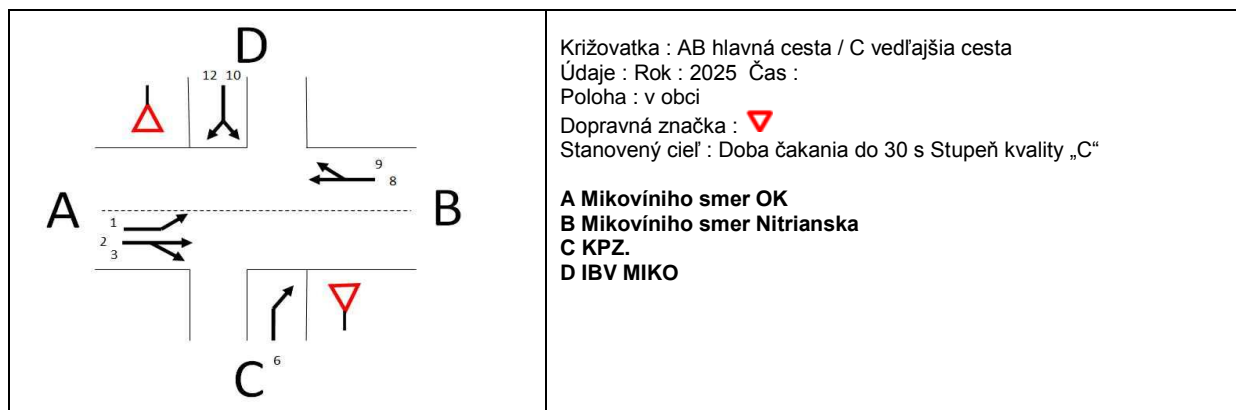 D
12 10
9
8
A
B
1
2
3
C
6
Križovatka : AB hlavná cesta / C vedľajšia cesta
Údaje : Rok : 2025 Čas :
Poloha : v obci
Dopravná značka :
Stanovený cieľ : Doba čakania do 30 s Stupeň kvality „C“
A Mikovíniho smer OK
B Mikovíniho smer Nitrianska
C KPZ.
D IBV MIKO